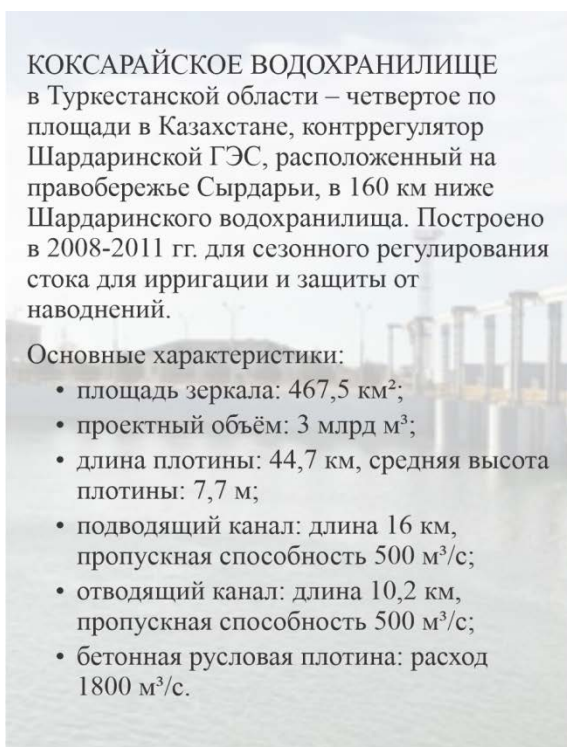 КОКСАРАЙСКОЕ ВОДОХРАНИЛИЩЕ
в Туркестанской области – четвертое по
площади в Казахстане, контррегулятор
Шардаринской ГЭС, расположенный на
правобережье Сырдарьи, в 160 км ниже
Шардаринского водохранилища. Построено
в 2008-2011 гг. для сезонного регулирования
стока для ирригации и защиты от
наводнений.
Основные характеристики:
• площадь зеркала: 467,5 км²;
• проектный объём: 3 млрд м³;
• длина плотины: 44,7 км, средняя высота
плотины: 7,7 м;
• подводящий канал: длина 16 км,
пропускная способность 500 м³/с;
• отводящий канал: длина 10,2 км,
пропускная способность 500 м³/с;
• бетонная русловая плотина: расход
1800 м³/с.